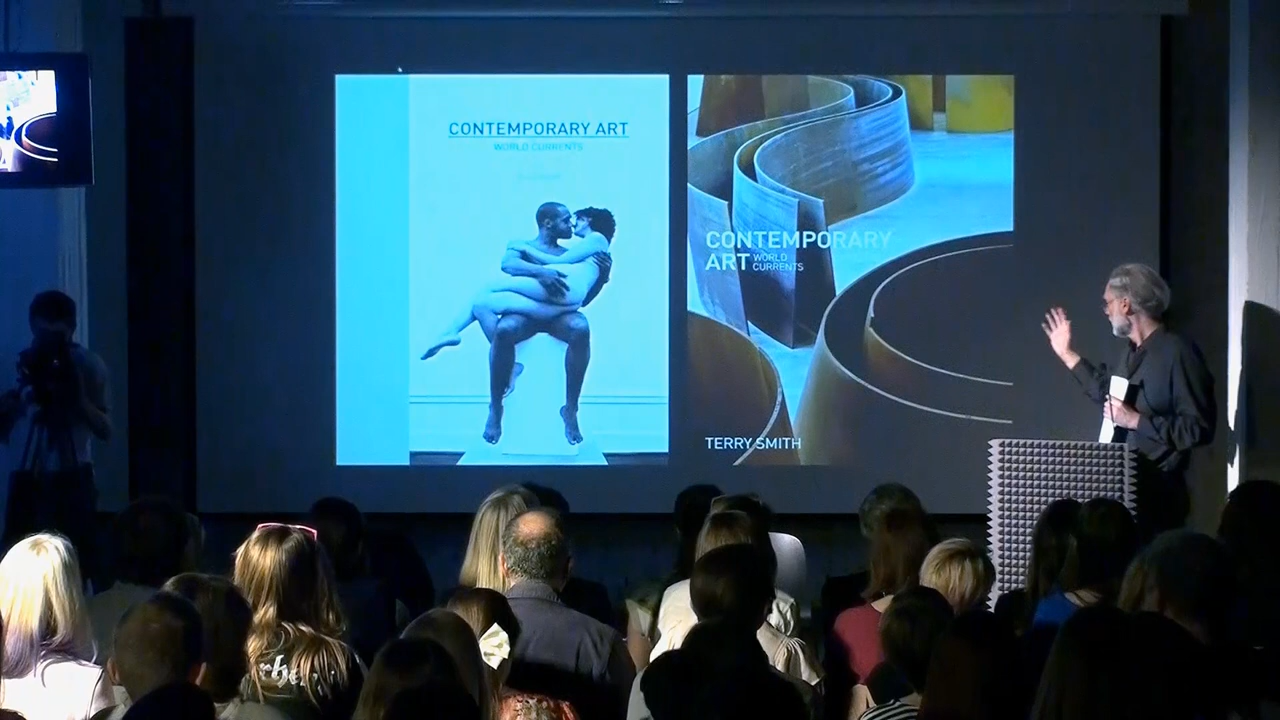 CONTEMPORARY ART
WORLD CURRENTS
CONTEMPORARY
ART WORLD
CURRENTS
TERRY SMITH